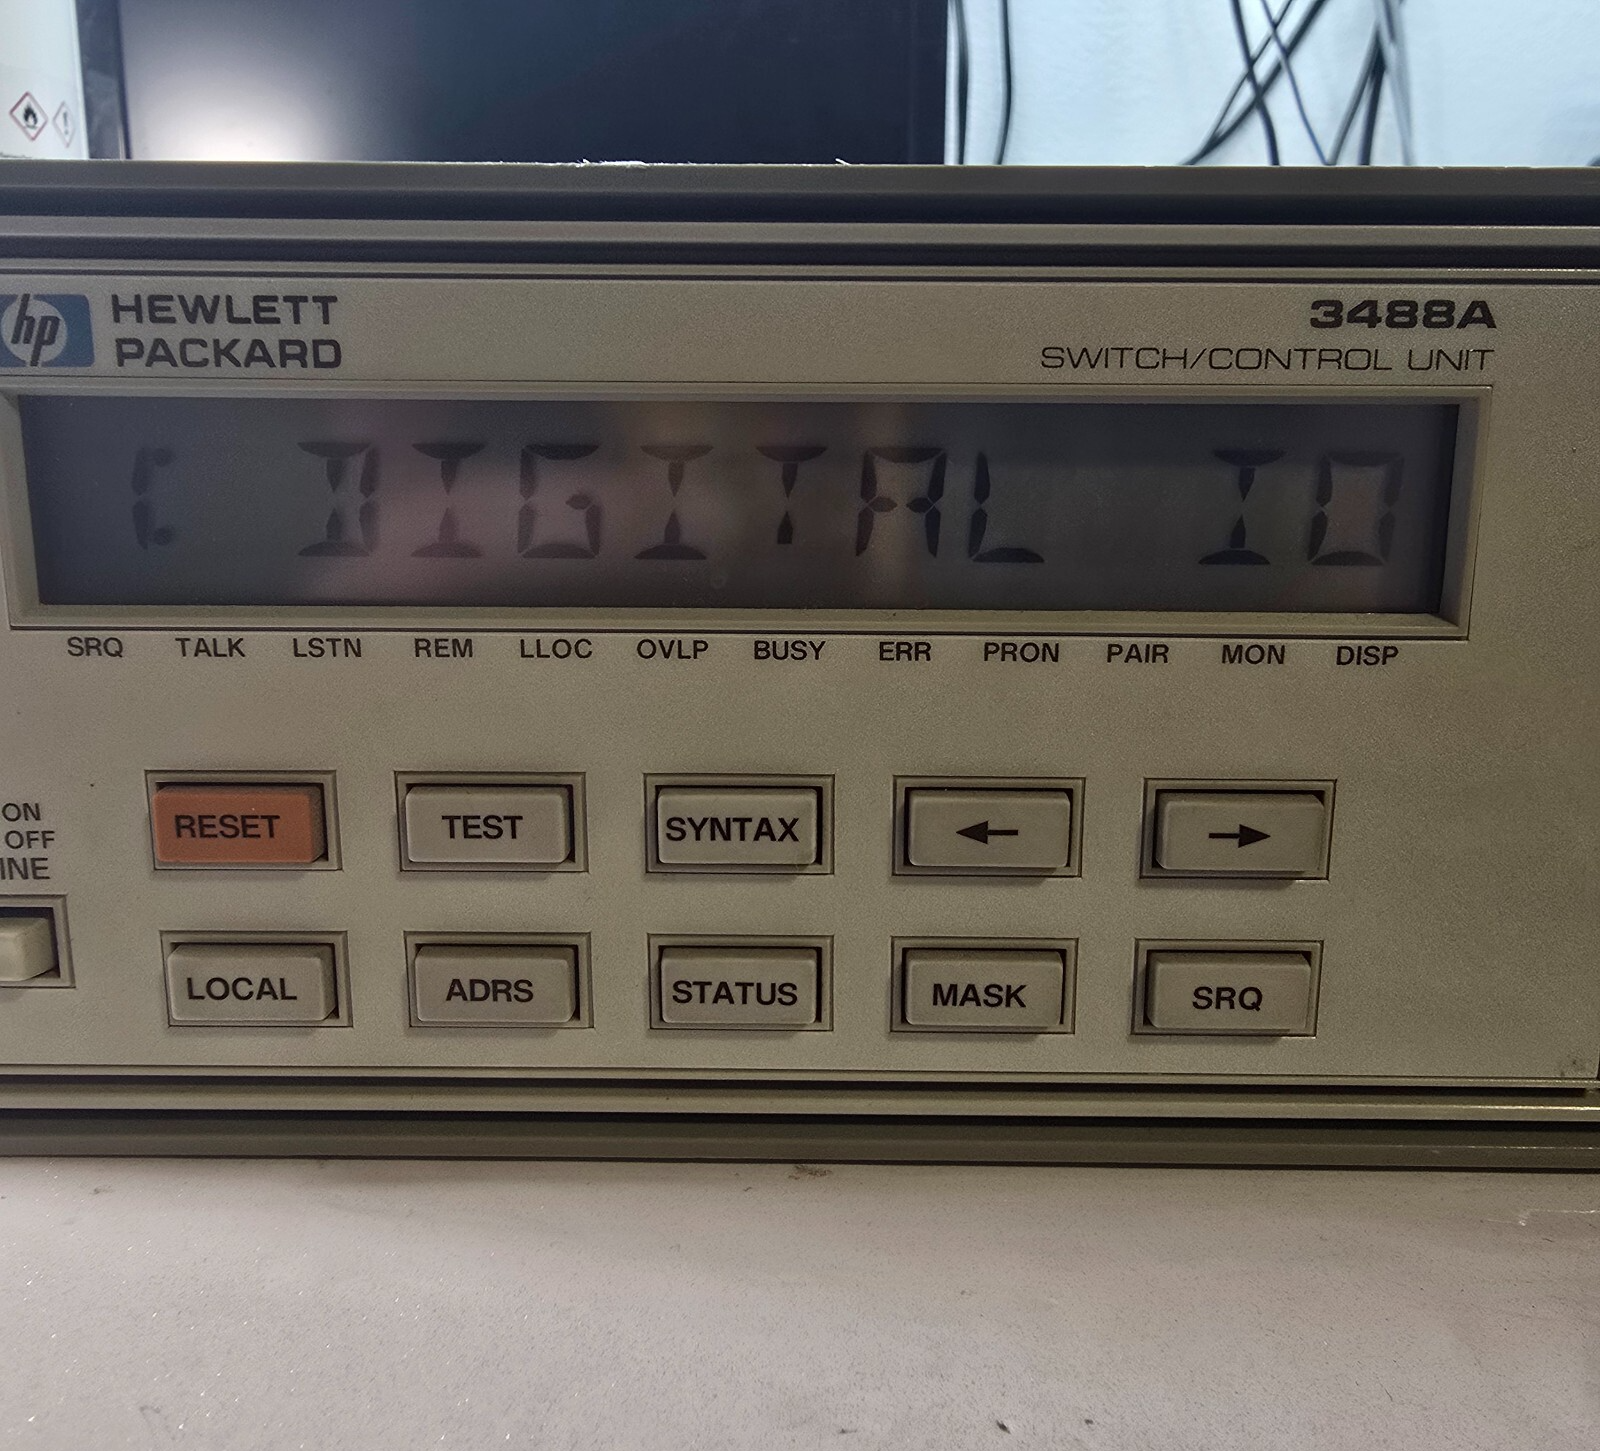 hp HEWLETT
PACKARD
3488A
SWITCH/CONTROL UNIT
DIGITAL IO
SRQ TALK LSTN REM LLOC OVLP BUSY ERR PRON PAIR MON DISP
ON
OFF
INE
RESET TEST SYNTAX ← →
LOCAL ADRS STATUS MASK SRQ